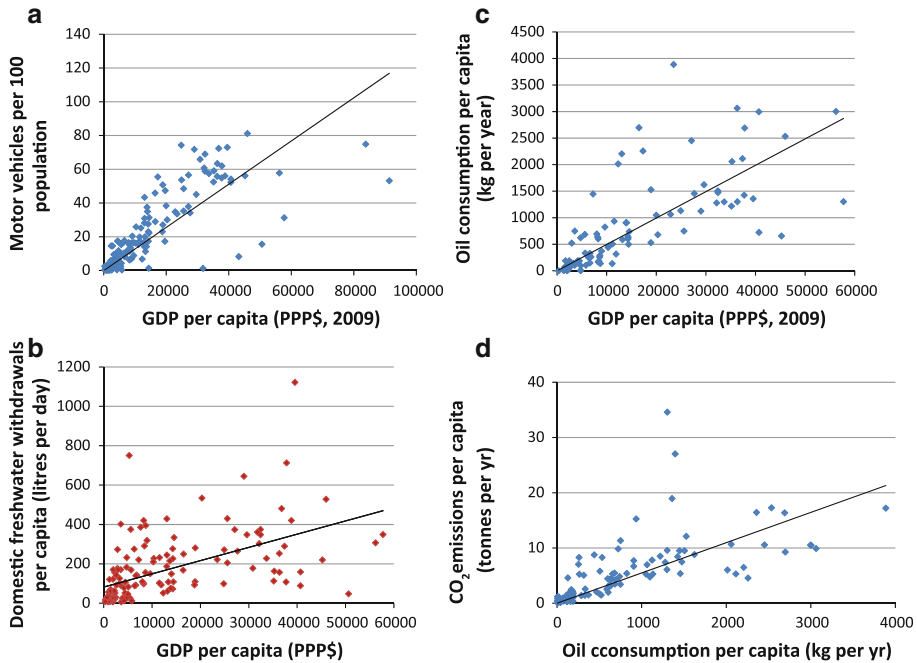 a
Motor vehicles per 100
population
140
120
100
80
60
40
20
0
0 20000 40000 60000 80000 100000
GDP per capita (PPP$, 2009)
c
Oil consumption per capita
(kg per year)
4500
4000
3500
3000
2500
2000
1500
1000
500
0
0 10000 20000 30000 40000 50000 60000
GDP per capita (PPP$, 2009)
b
Domestic freshwater withdrawals
per capita (litres per day)
1200
1000
800
600
400
200
0
0 10000 20000 30000 40000 50000 60000
GDP per capita (PPP$)
d
CO2 emissions per capita
(tonnes per yr)
40
30
20
10
0
0 1000 2000 3000 4000
Oil cconsumption per capita (kg per yr)